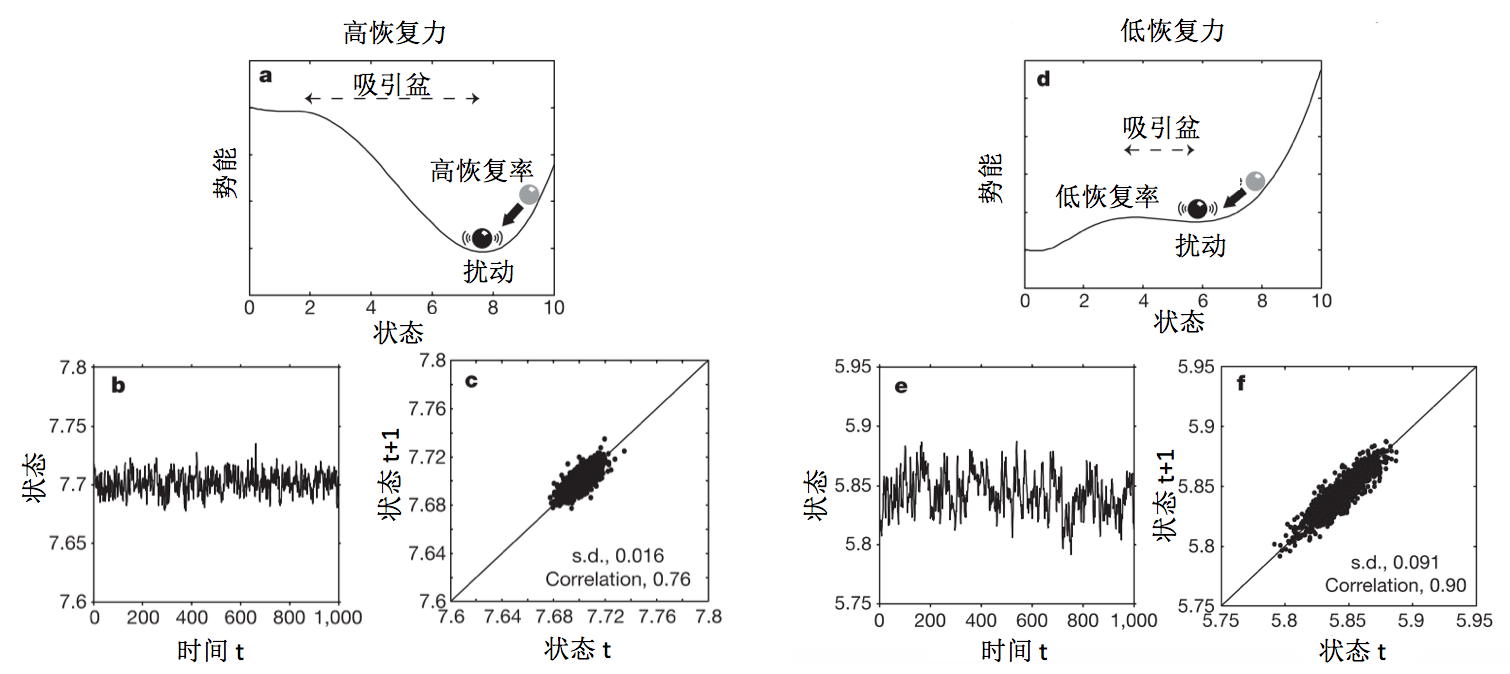 高恢复力
a
吸引盆
高恢复率
扰动
势能
0 2 4 6 8 10
状态
低恢复力
d
吸引盆
低恢复率
扰动
势能
0 2 4 6 8 10
状态
b
7.8
7.75
7.7
7.65
7.6
状态
0 200 400 600 800 1,000
时间 t
c
7.8
7.76
7.72
7.68
7.64
7.6
状态 t+1
s.d., 0.016
Correlation, 0.76
7.6 7.64 7.68 7.72 7.76 7.8
状态 t
e
5.95
5.9
5.85
5.8
5.75
状态
0 200 400 600 800 1,000
时间 t
f
5.95
5.9
5.85
5.8
5.75
状态 t+1
s.d., 0.091
Correlation, 0.90
5.75 5.8 5.85 5.9 5.95
状态 t